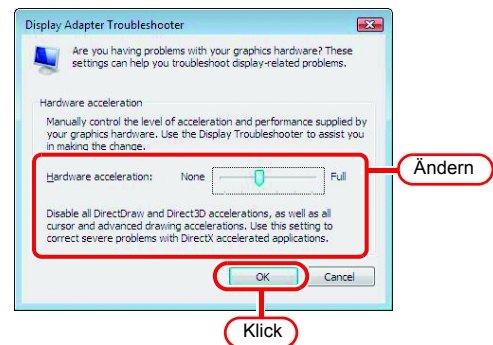 Display Adapter Troubleshooter
Are you having problems with your graphics hardware? These
settings can help you troubleshoot display-related problems.
Hardware acceleration
Manually control the level of acceleration and performance supplied by
your graphics hardware. Use the Display Troubleshooter to assist you
in making the change.
Hardware acceleration: None Full
Ändern
Disable all DirectDraw and Direct3D accelerations, as well as all
cursor and advanced drawing accelerations. Use this setting to
correct severe problems with DirectX accelerated applications.
OK Cancel
Klick